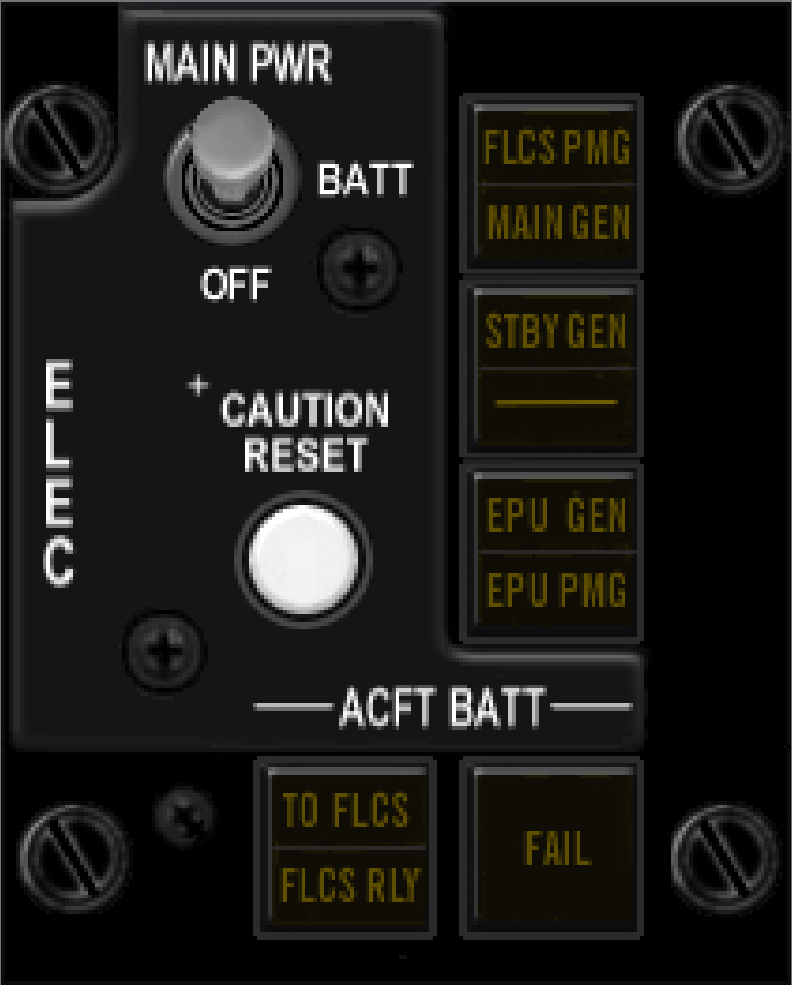 MAIN PWR
BATT
OFF
ELEC
+
CAUTION
RESET
FLCS PMG
MAIN GEN
STBY GEN
EPU GEN
EPU PMG
ACFT BATT
TO FLCS
FLCS RLY
FAIL